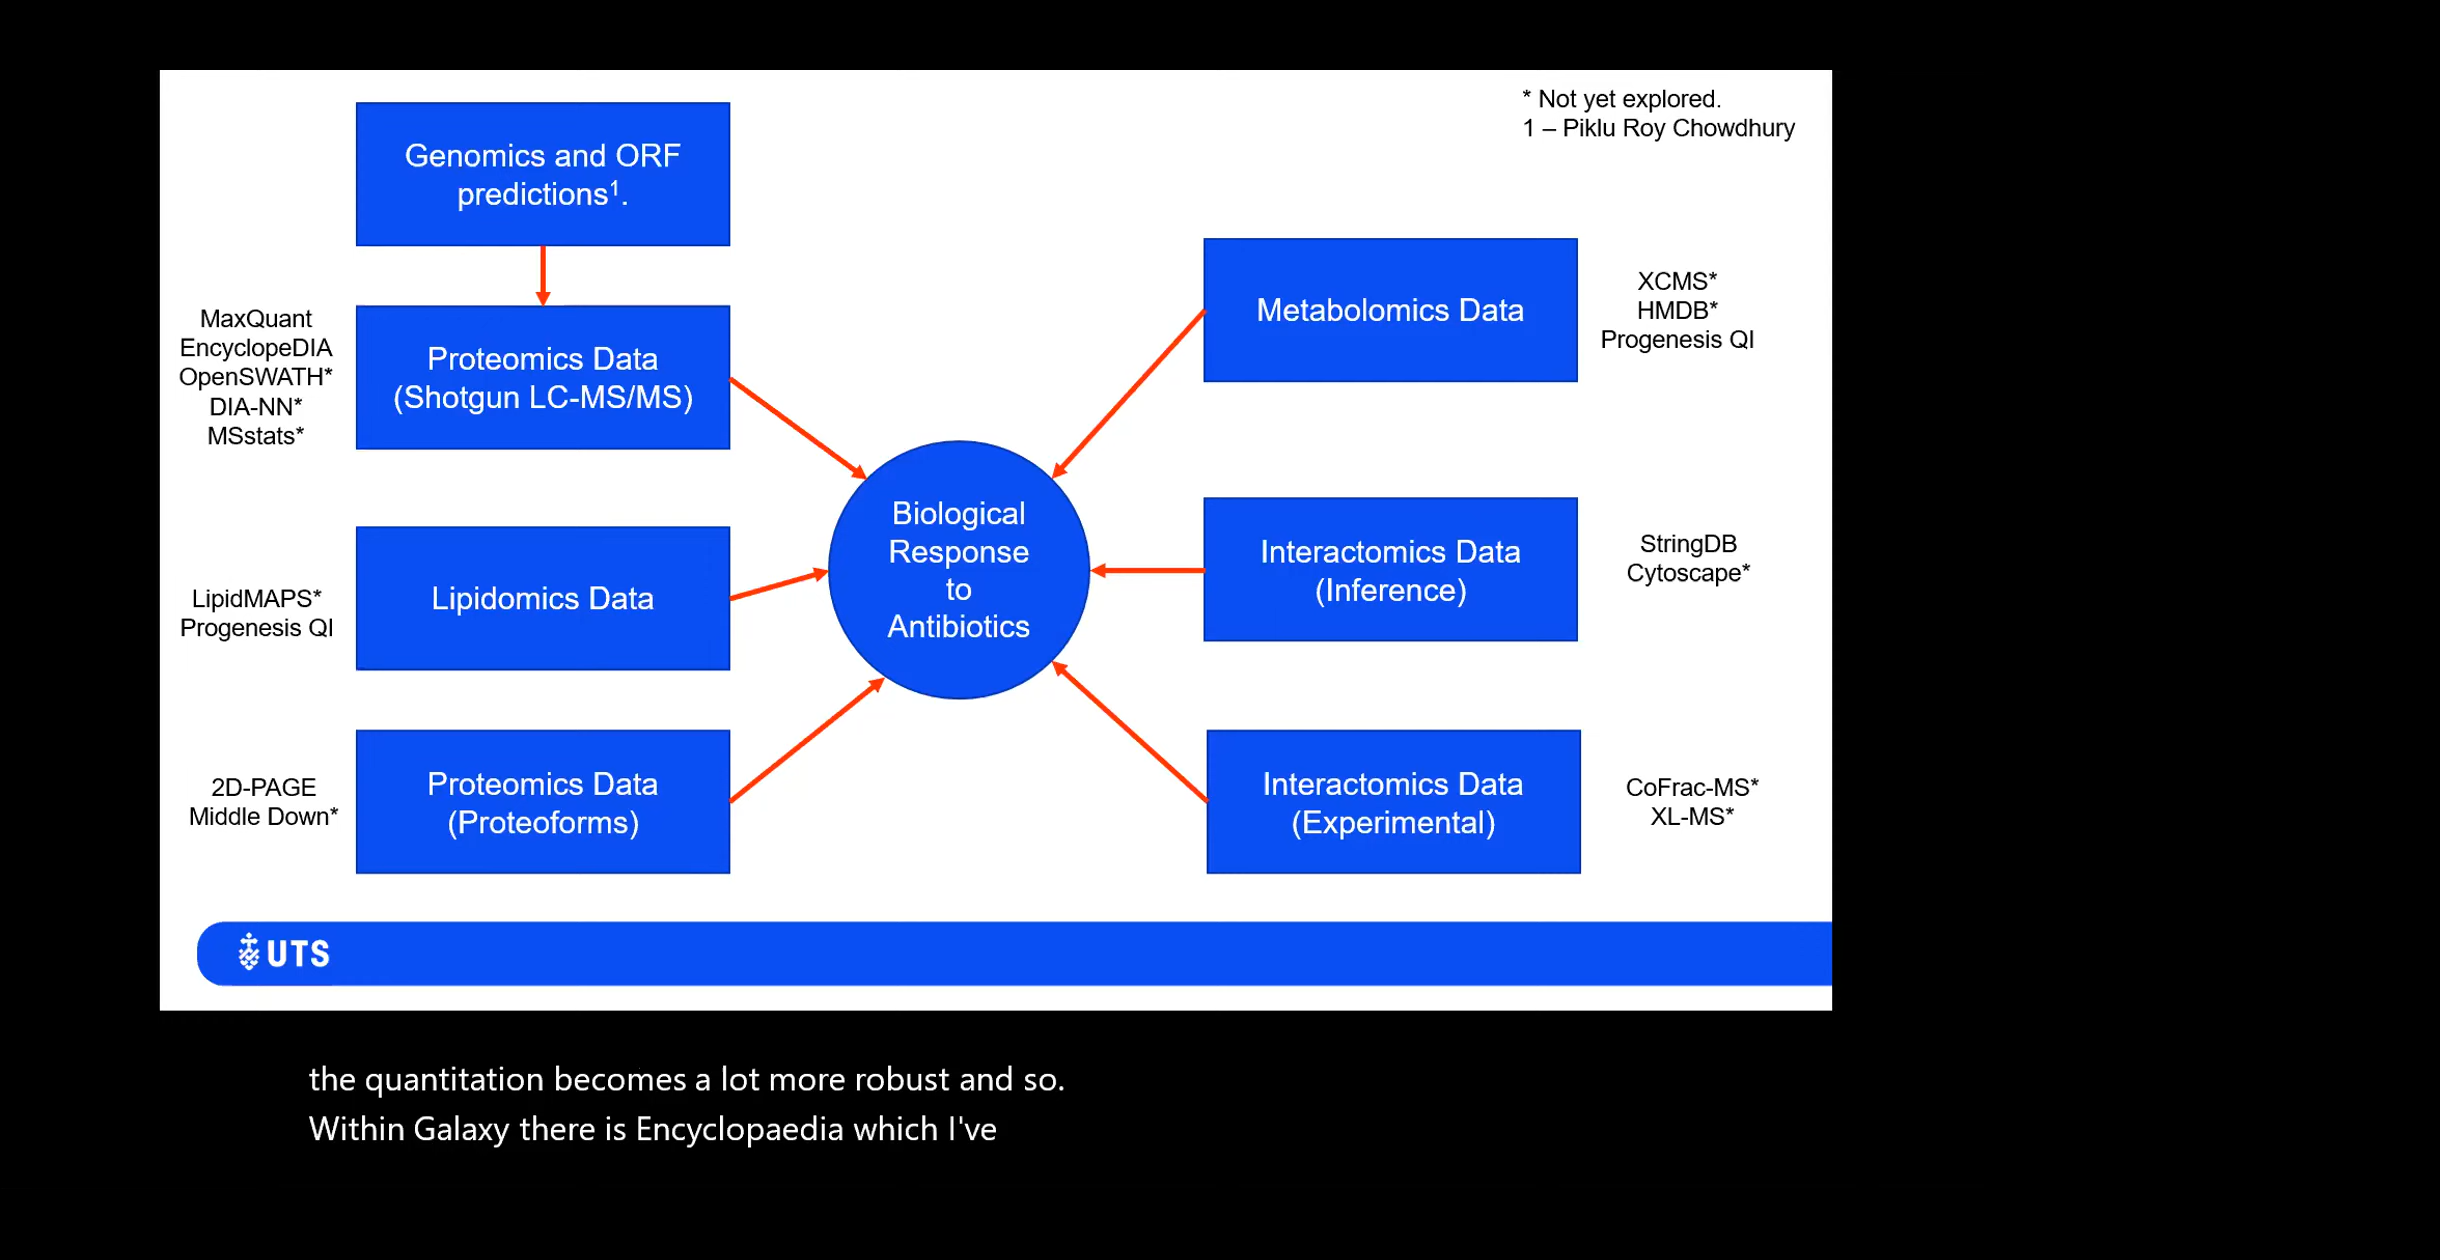 * Not yet explored.
1 – Piklu Roy Chowdhury
Genomics and ORF
predictions¹.
MaxQuant
EncyclopeDIA
OpenSWATH*
DIA-NN*
MSstats*
Proteomics Data
(Shotgun LC-MS/MS)
LipidMAPS*
Progenesis QI
Lipidomics Data
2D-PAGE
Middle Down*
Proteomics Data
(Proteoforms)
Biological
Response
to
Antibiotics
Metabolomics Data
XCMS*
HMDB*
Progenesis QI
Interactomics Data
(Inference)
StringDB
Cytoscape*
Interactomics Data
(Experimental)
CoFrac-MS*
XL-MS*
UTS
the quantitation becomes a lot more robust and so.
Within Galaxy there is Encyclopaedia which I've